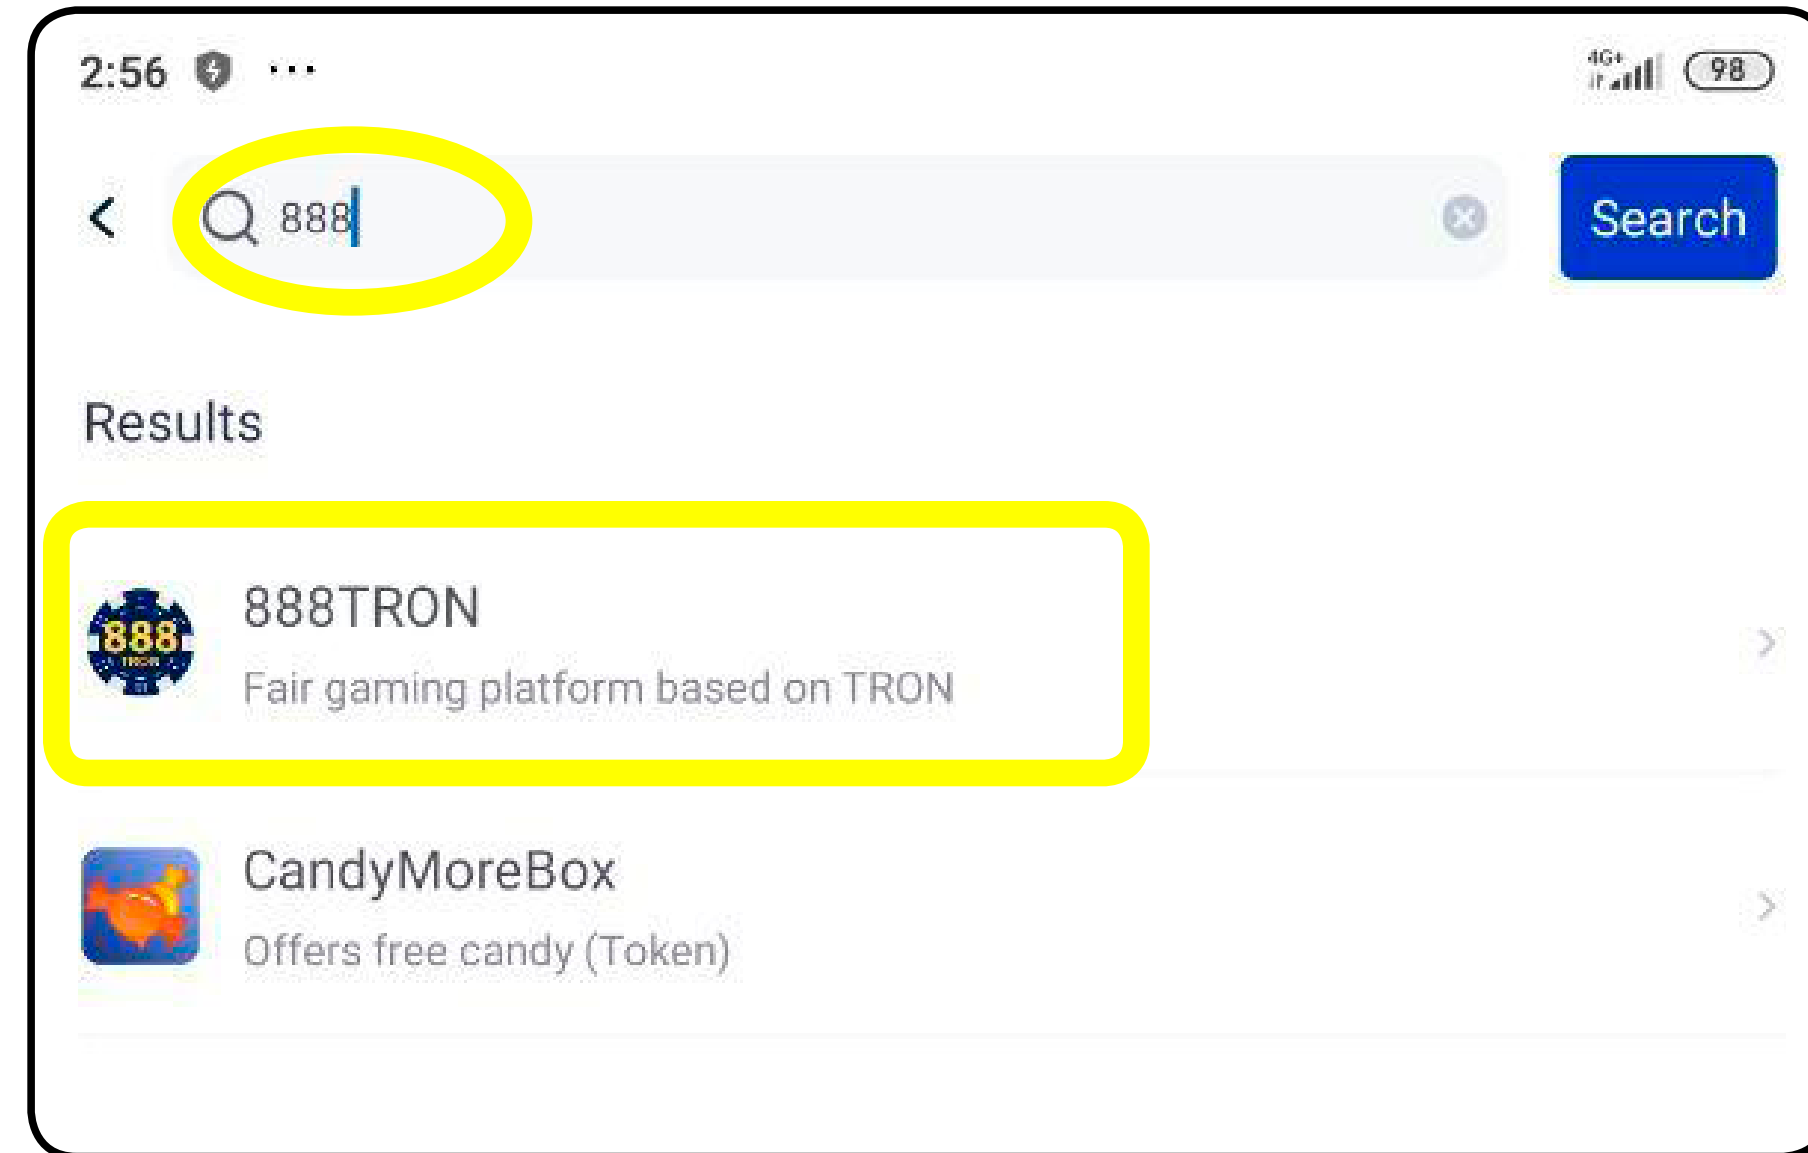 2:56 ... 4G+ 98
888 Search
Results
888TRON
888
TRON
Fair gaming platform based on TRON
CandyMoreBox
Offers free candy (Token)